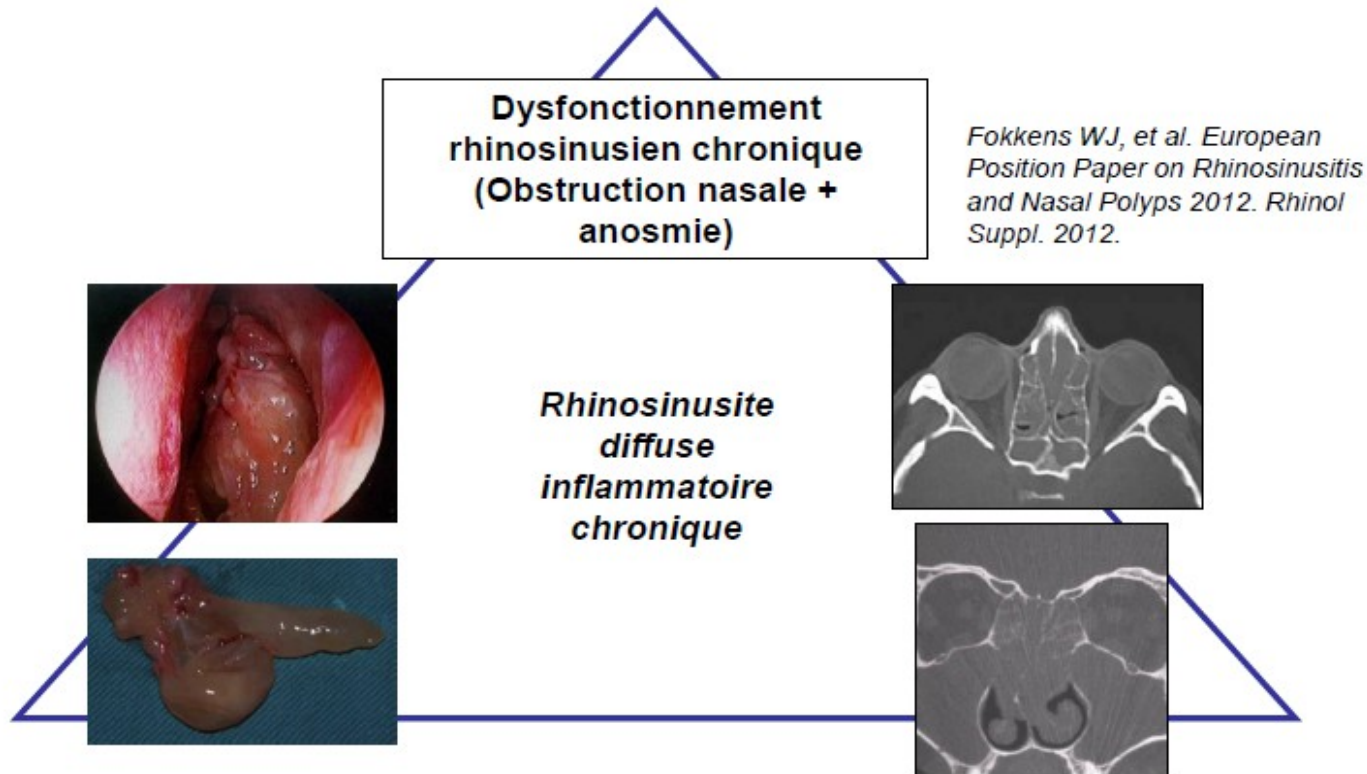 Dysfonctionnement
rhinosinusien chronique
(Obstruction nasale +
anosmie)
Fokkens WJ, et al. European
Position Paper on Rhinosinusitis
and Nasal Polyps 2012. Rhinol
Suppl. 2012.
Rhinosinusite
diffuse
inflammatoire
chronique